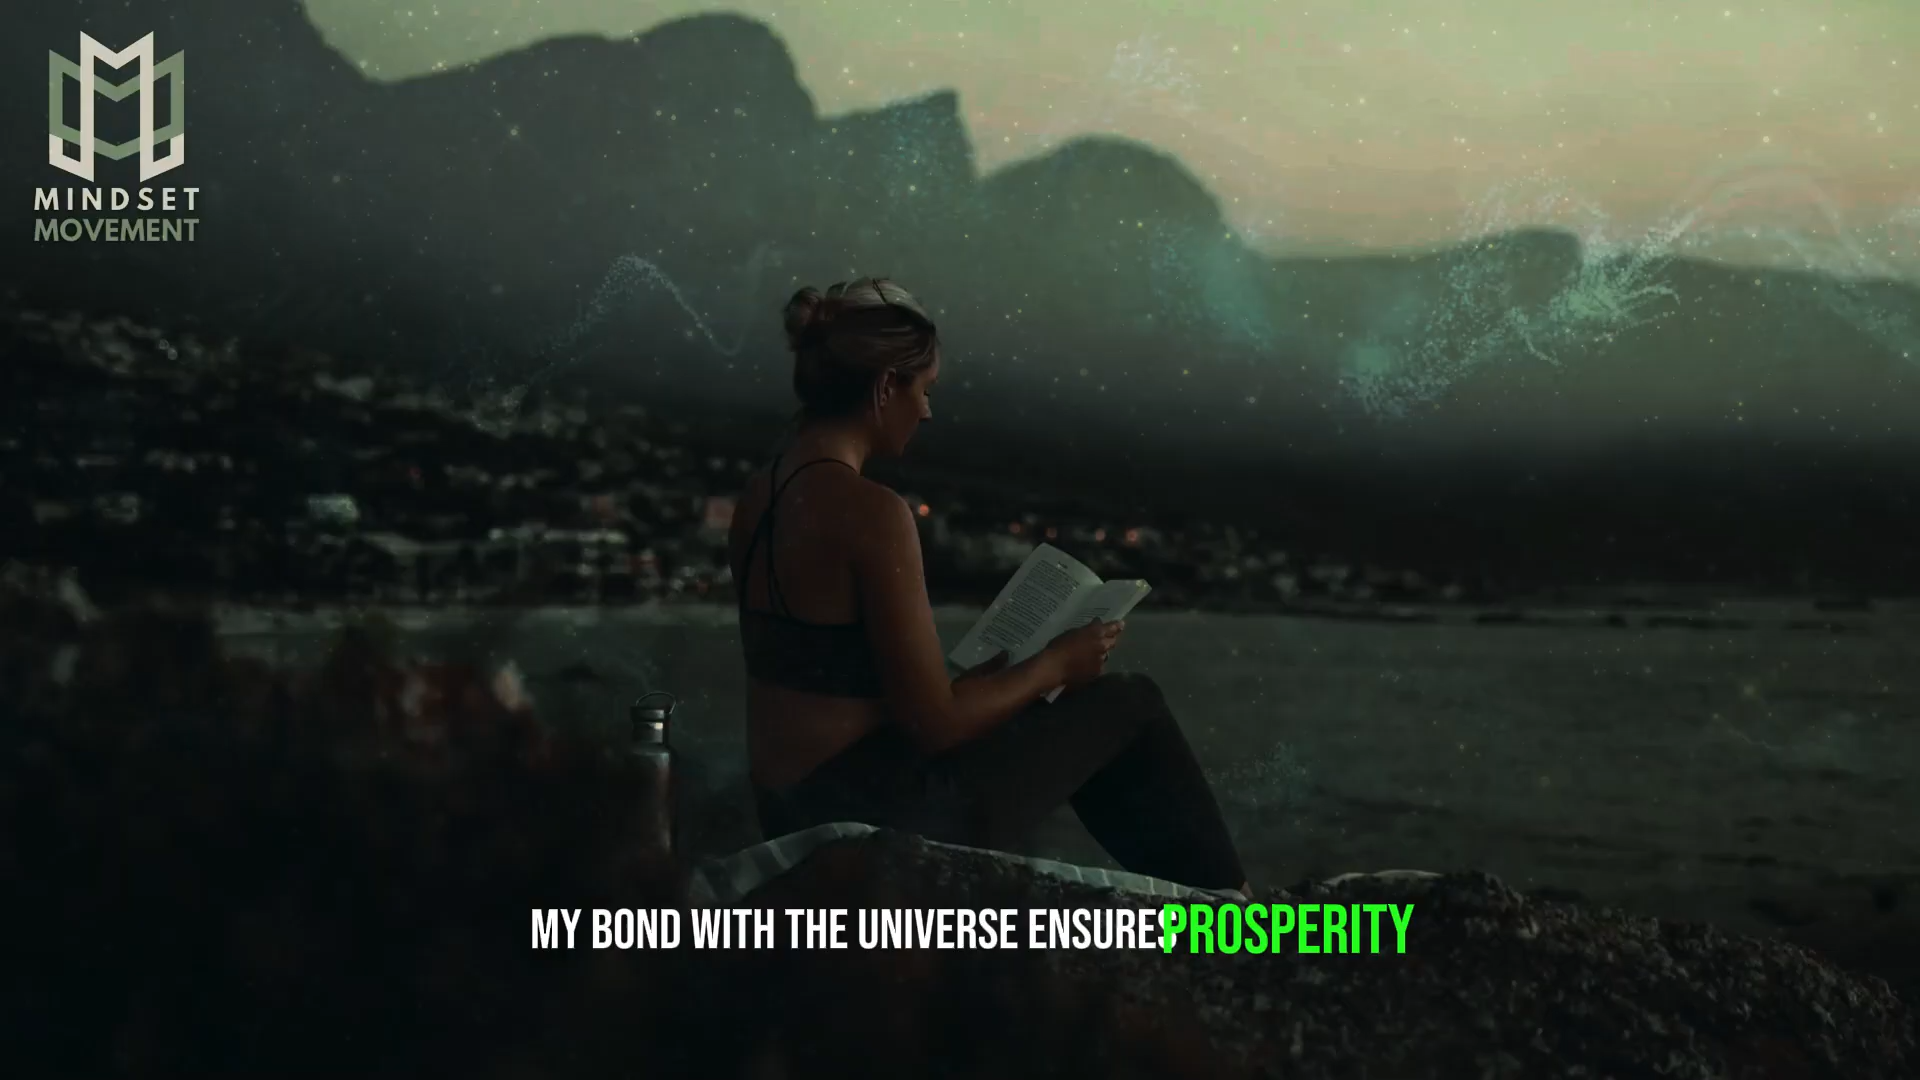 MINDSET
MOVEMENT
MY BOND WITH THE UNIVERSE ENSURES PROSPERITY